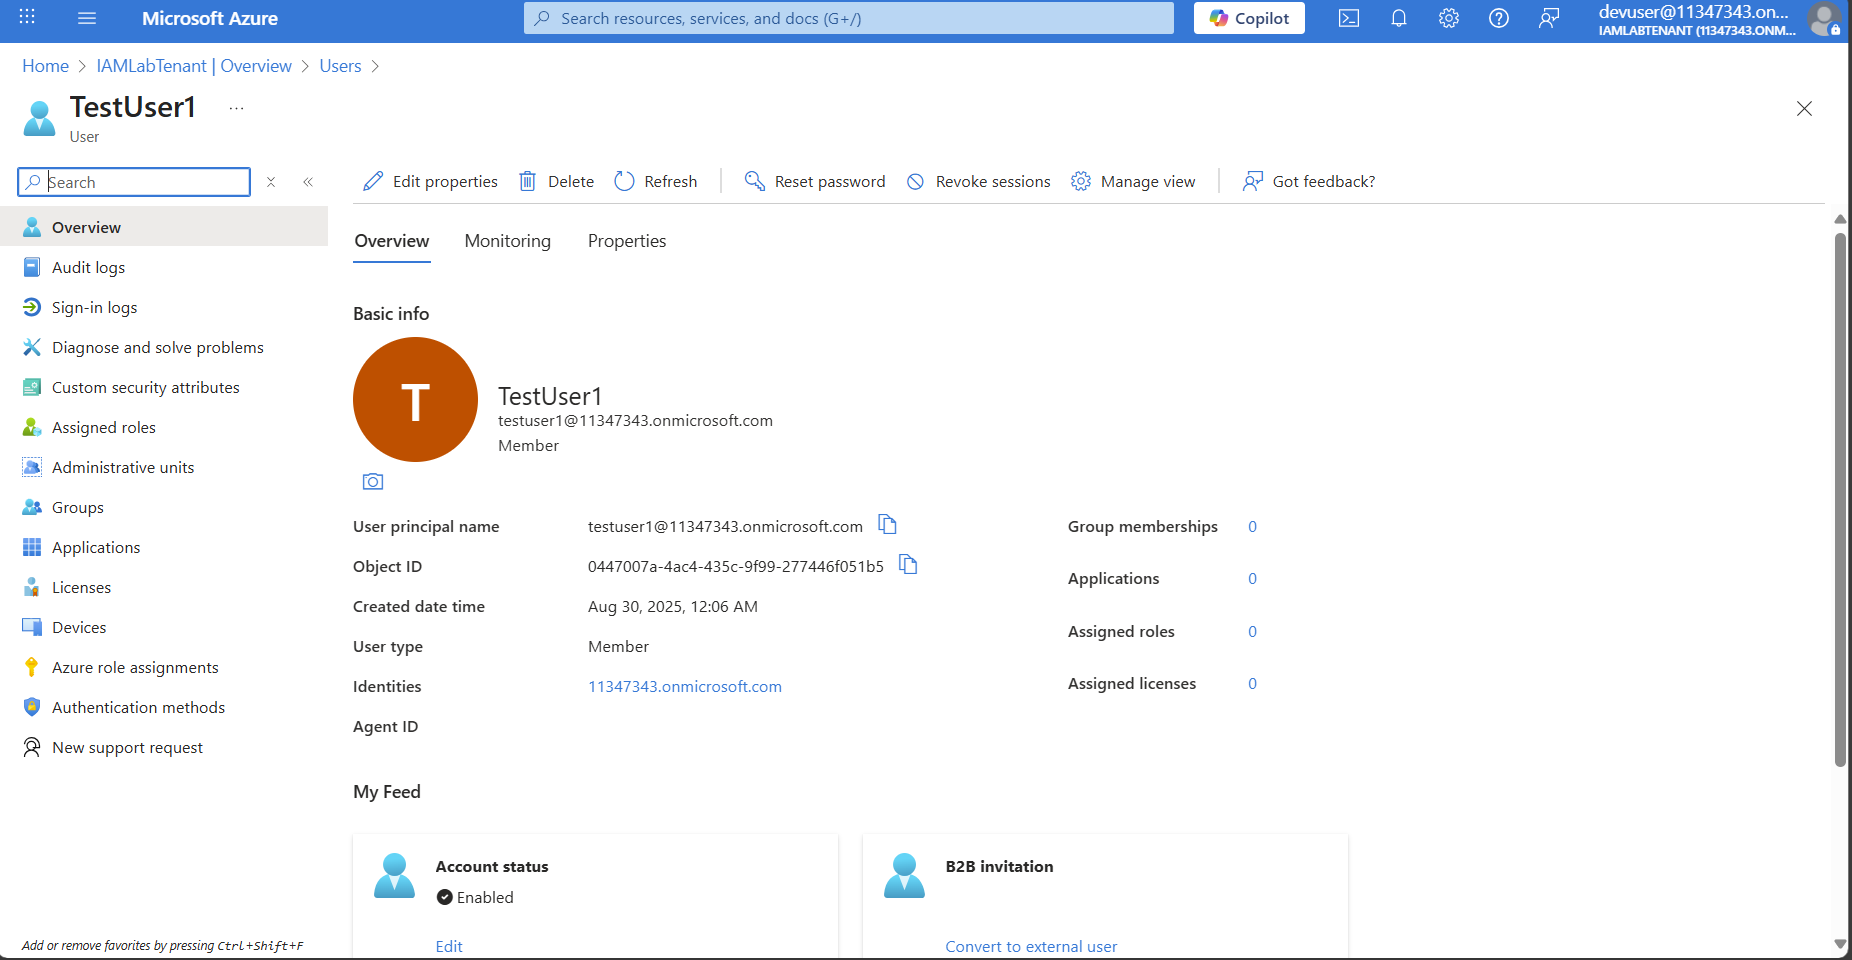 Microsoft Azure
Search resources, services, and docs (G+/)
Copilot
devuser@11347343.on...
IAMLABTENANT (11347343.ONM...
Home > IAMLabTenant | Overview > Users >
TestUser1 ...
User
Search
Edit properties
Delete
Refresh
Reset password
Revoke sessions
Manage view
Got feedback?
Overview
Audit logs
Sign-in logs
Diagnose and solve problems
Custom security attributes
Assigned roles
Administrative units
Groups
Applications
Licenses
Devices
Azure role assignments
Authentication methods
New support request
Add or remove favorites by pressing Ctrl+Shift+F
Overview
Monitoring
Properties
Basic info
T
TestUser1
testuser1@11347343.onmicrosoft.com
Member
User principal name testuser1@11347343.onmicrosoft.com
Object ID 0447007a-4ac4-435c-9f99-277446f051b5
Created date time Aug 30, 2025, 12:06 AM
User type Member
Identities 11347343.onmicrosoft.com
Agent ID
Group memberships 0
Applications 0
Assigned roles 0
Assigned licenses 0
My Feed
Account status
Enabled
Edit
B2B invitation
Convert to external user